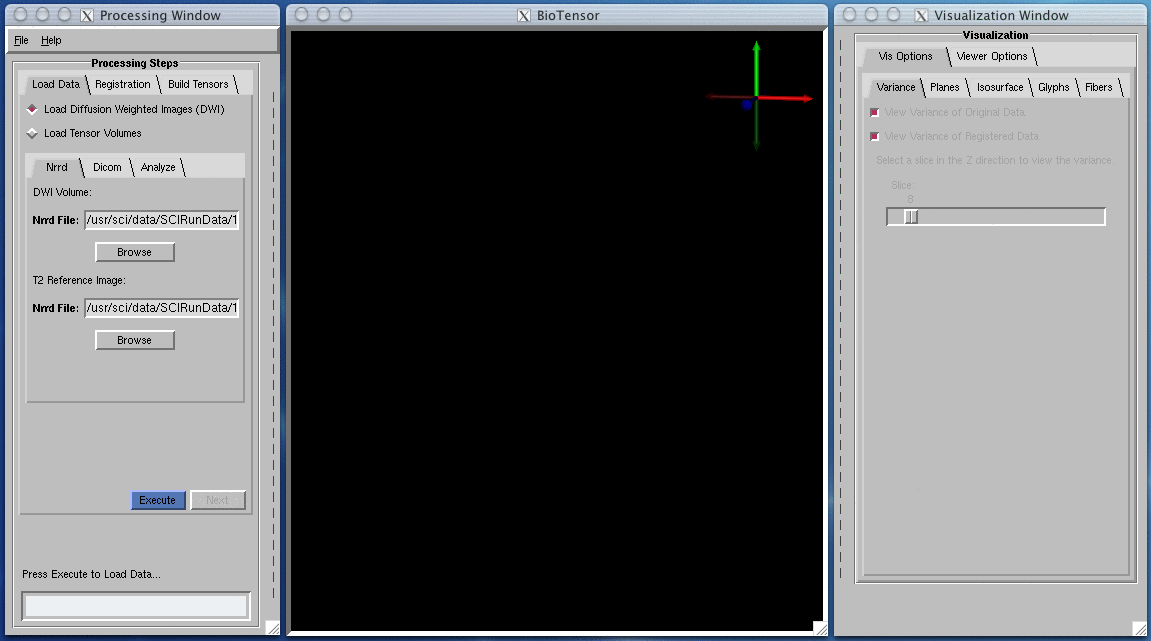 Processing Window
File Help
Processing Steps
Load Data Registration Build Tensors
Load Diffusion Weighted Images (DWI)
Load Tensor Volumes
Nrrd Dicom Analyze
DWI Volume:
Nrrd File: /usr/sci/data/SCIRunData/1
Browse
T2 Reference Image:
Nrrd File: /usr/sci/data/SCIRunData/1
Browse
Execute Next
Press Execute to Load Data...
BioTensor
Visualization Window
Visualization
Vis Options Viewer Options
Variance Planes Isosurface Glyphs Fibers
View Variance of Original Data
View Variance of Registered Data
Select a slice in the Z direction to view the variance.
Slice:
8